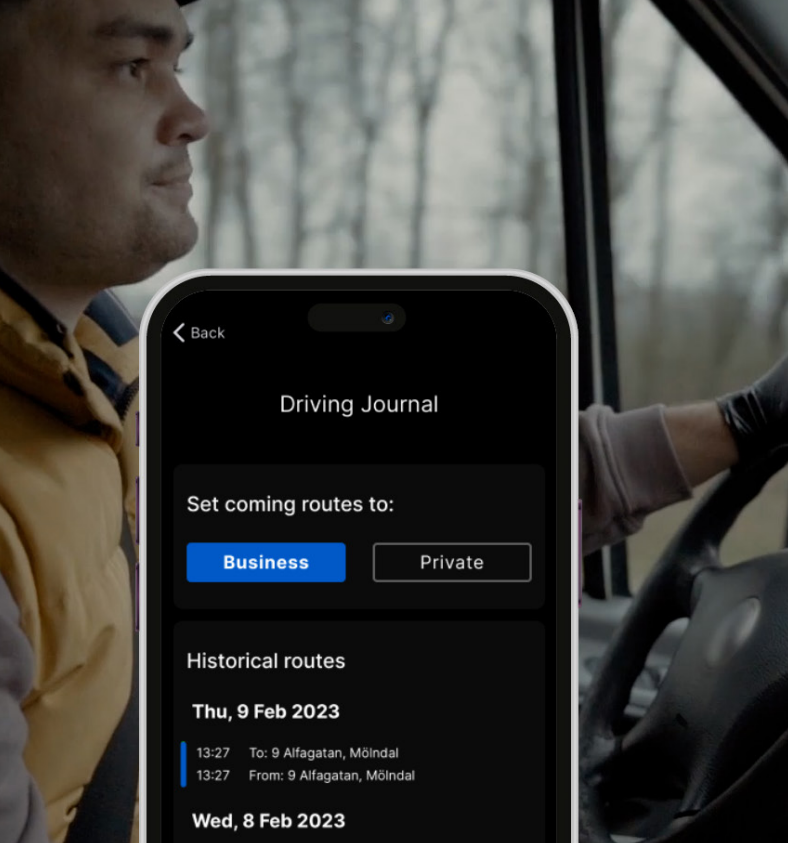 Back
Driving Journal
Set coming routes to:
Business Private
Historical routes
Thu, 9 Feb 2023
13:27 To: 9 Alfagatan, Mölndal
13:27 From: 9 Alfagatan, Mölndal
Wed, 8 Feb 2023